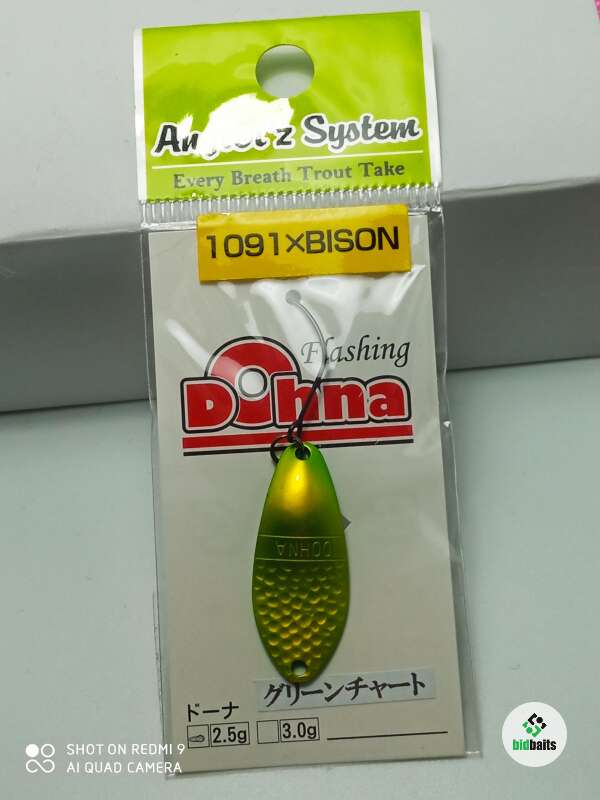 Angler'z System
Every Breath Trout Take
1091×BISON
Flashing
Dohna
DOHNA
グリーンチャート
ドーナ
2.5g 3.0g
SHOT ON REDMI 9
AI QUAD CAMERA
bidbaits